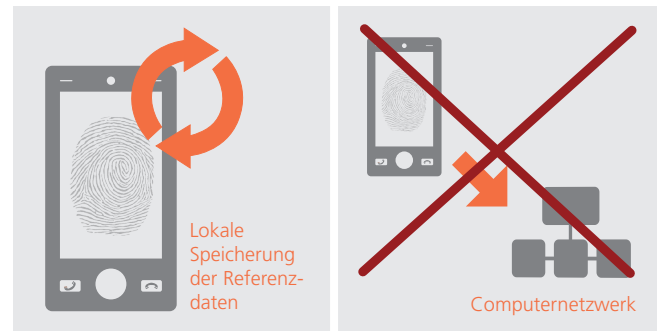 Lokale
Speicherung
der Referenz-
daten
Computernetzwerk